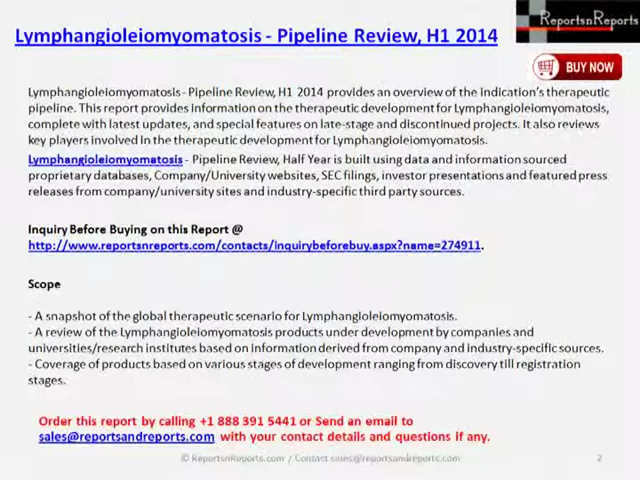 Lymphangioleiomyomatosis - Pipeline Review, H1 2014
ReportsnReports
BUY NOW
Lymphangioleiomyomatosis - Pipeline Review, H1 2014 provides an overview of the indication's therapeutic
pipeline. This report provides information on the therapeutic development for Lymphangioleiomyomatosis,
complete with latest updates, and special features on late-stage and discontinued projects. It also reviews
key players involved in the therapeutic development for Lymphangioleiomyomatosis.
Lymphangioleiomyomatosis - Pipeline Review, Half Year is built using data and information sourced
proprietary databases, Company/University websites, SEC filings, investor presentations and featured press
releases from company/university sites and industry-specific third party sources.
Inquiry Before Buying on this Report @
http://www.reportsnreports.com/contacts/inquirybeforebuy.aspx?name=274911.
Scope
- A snapshot of the global therapeutic scenario for Lymphangioleiomyomatosis.
- A review of the Lymphangioleiomyomatosis products under development by companies and
universities/research institutes based on information derived from company and industry-specific sources.
- Coverage of products based on various stages of development ranging from discovery till registration
stages.
Order this report by calling +1 888 391 5441 or Send an email to
sales@reportsandreports.com with your contact details and questions if any.
© ReportsnReports.com / Contact sales@reportsandreports.com
2